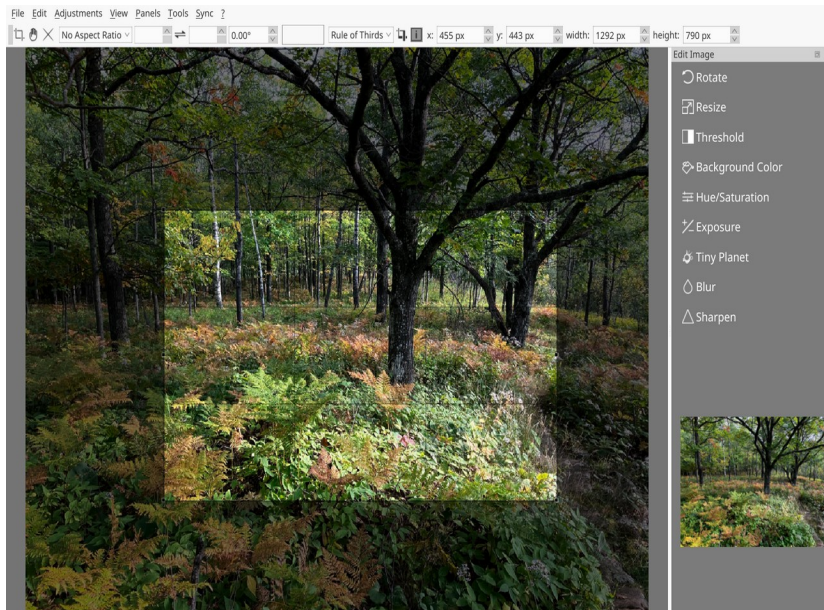 File Edit Adjustments View Panels Tools Sync ?
No Aspect Ratio 0.00° Rule of Thirds x: 455 px y: 443 px width: 1292 px height: 790 px
Edit Image
Rotate
Resize
Threshold
Background Color
Hue/Saturation
Exposure
Tiny Planet
Blur
Sharpen